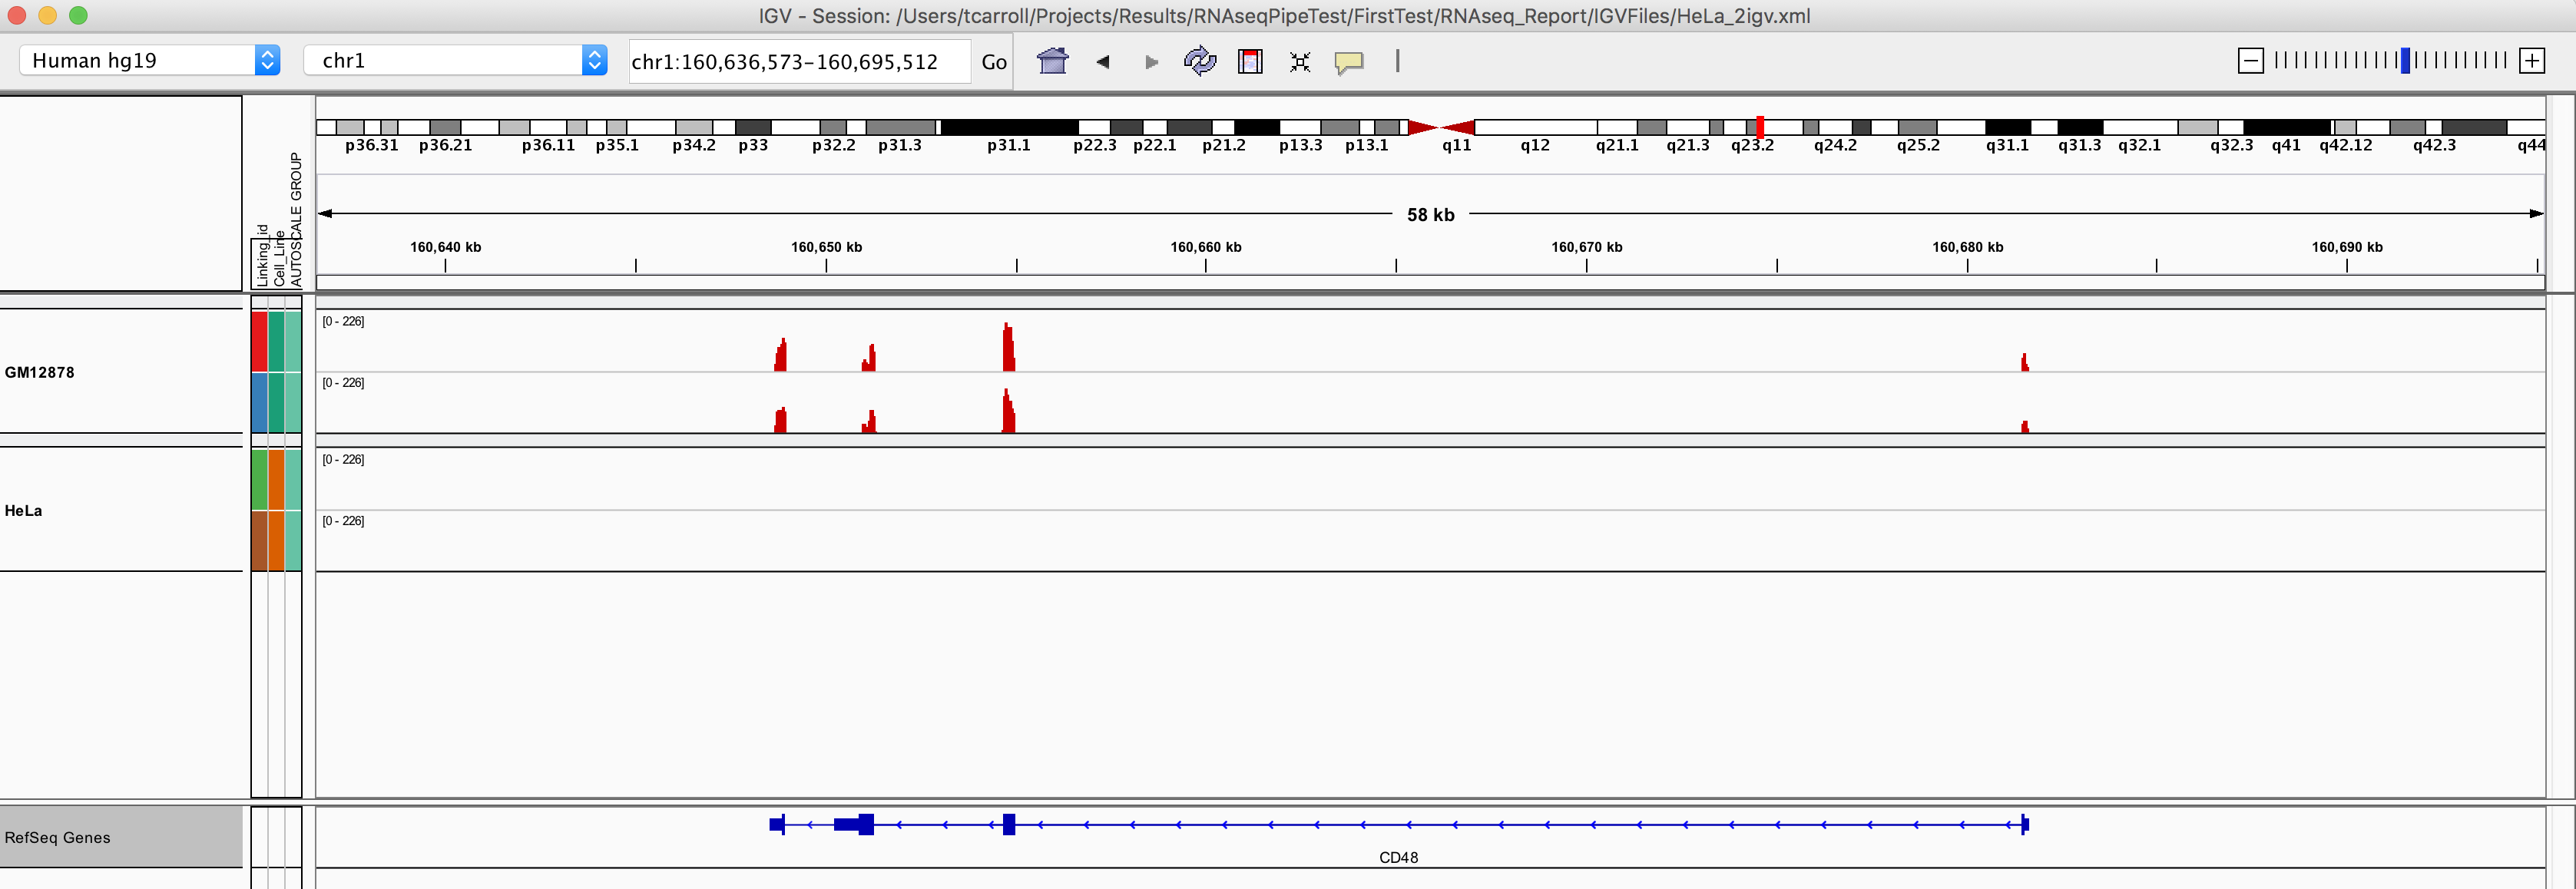 IGV - Session: /Users/tcarroll/Projects/Results/RNAseqPipeTest/FirstTest/RNAseq_Report/IGVFiles/HeLa_2igv.xml
Human hg19 chr1 chr1:160,636,573-160,695,512 Go
p36.31 p36.21 p36.11 p35.1 p34.2 p33 p32.2 p31.3 p31.1 p22.3 p22.1 p21.2 p13.3 p13.1 q11 q12 q21.1 q21.3 q23.2 q24.2 q25.2 q31.1 q31.3 q32.1 q32.3 q41 q42.12 q42.3 q44
58 kb
160,640 kb 160,650 kb 160,660 kb 160,670 kb 160,680 kb 160,690 kb
Linking_id
Cell_Line
AUTOSCALE GROUP
[0 - 226]
GM12878
[0 - 226]
[0 - 226]
HeLa
[0 - 226]
RefSeq Genes
CD48